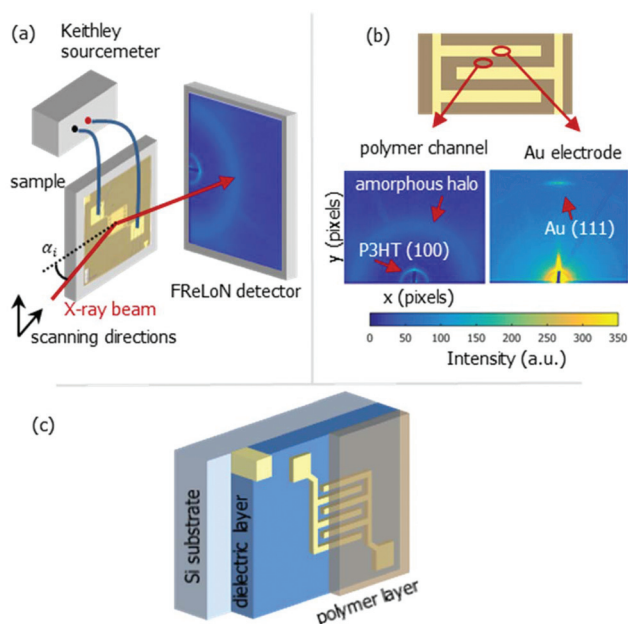 (a)
Keithley
sourcemeter
sample
αi
X-ray beam
scanning directions
FReLoN detector
(b)
polymer channel
Au electrode
amorphous halo
P3HT (100)
Au (111)
y (pixels)
x (pixels)
0 50 100 150 200 250 300 350
Intensity (a.u.)
(c)
Si substrate
dielectric layer
polymer layer